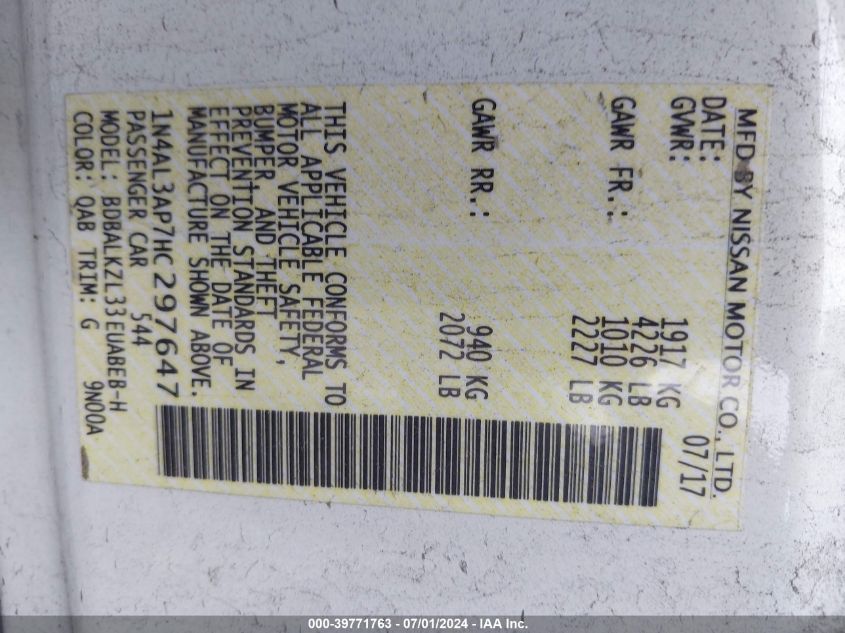 MFD BY NISSAN MOTOR CO., LTD.
DATE: 07/17
GVWR: 1917 KG
4226 LB
GAWR FR.: 1010 KG
2227 LB
GAWR RR.: 940 KG
2072 LB
THIS VEHICLE CONFORMS TO
ALL APPLICABLE FEDERAL
MOTOR VEHICLE SAFETY,
BUMPER, AND THEFT
PREVENTION STANDARDS IN
EFFECT ON THE DATE OF
MANUFACTURE SHOWN ABOVE.
1N4AL3AP7HC297647
PASSENGER CAR 544
MODEL: BDBALKZL33EUABEB-H
COLOR: QAB TRIM: G 9N00A
000-39771763 - 07/01/2024 - IAA Inc.